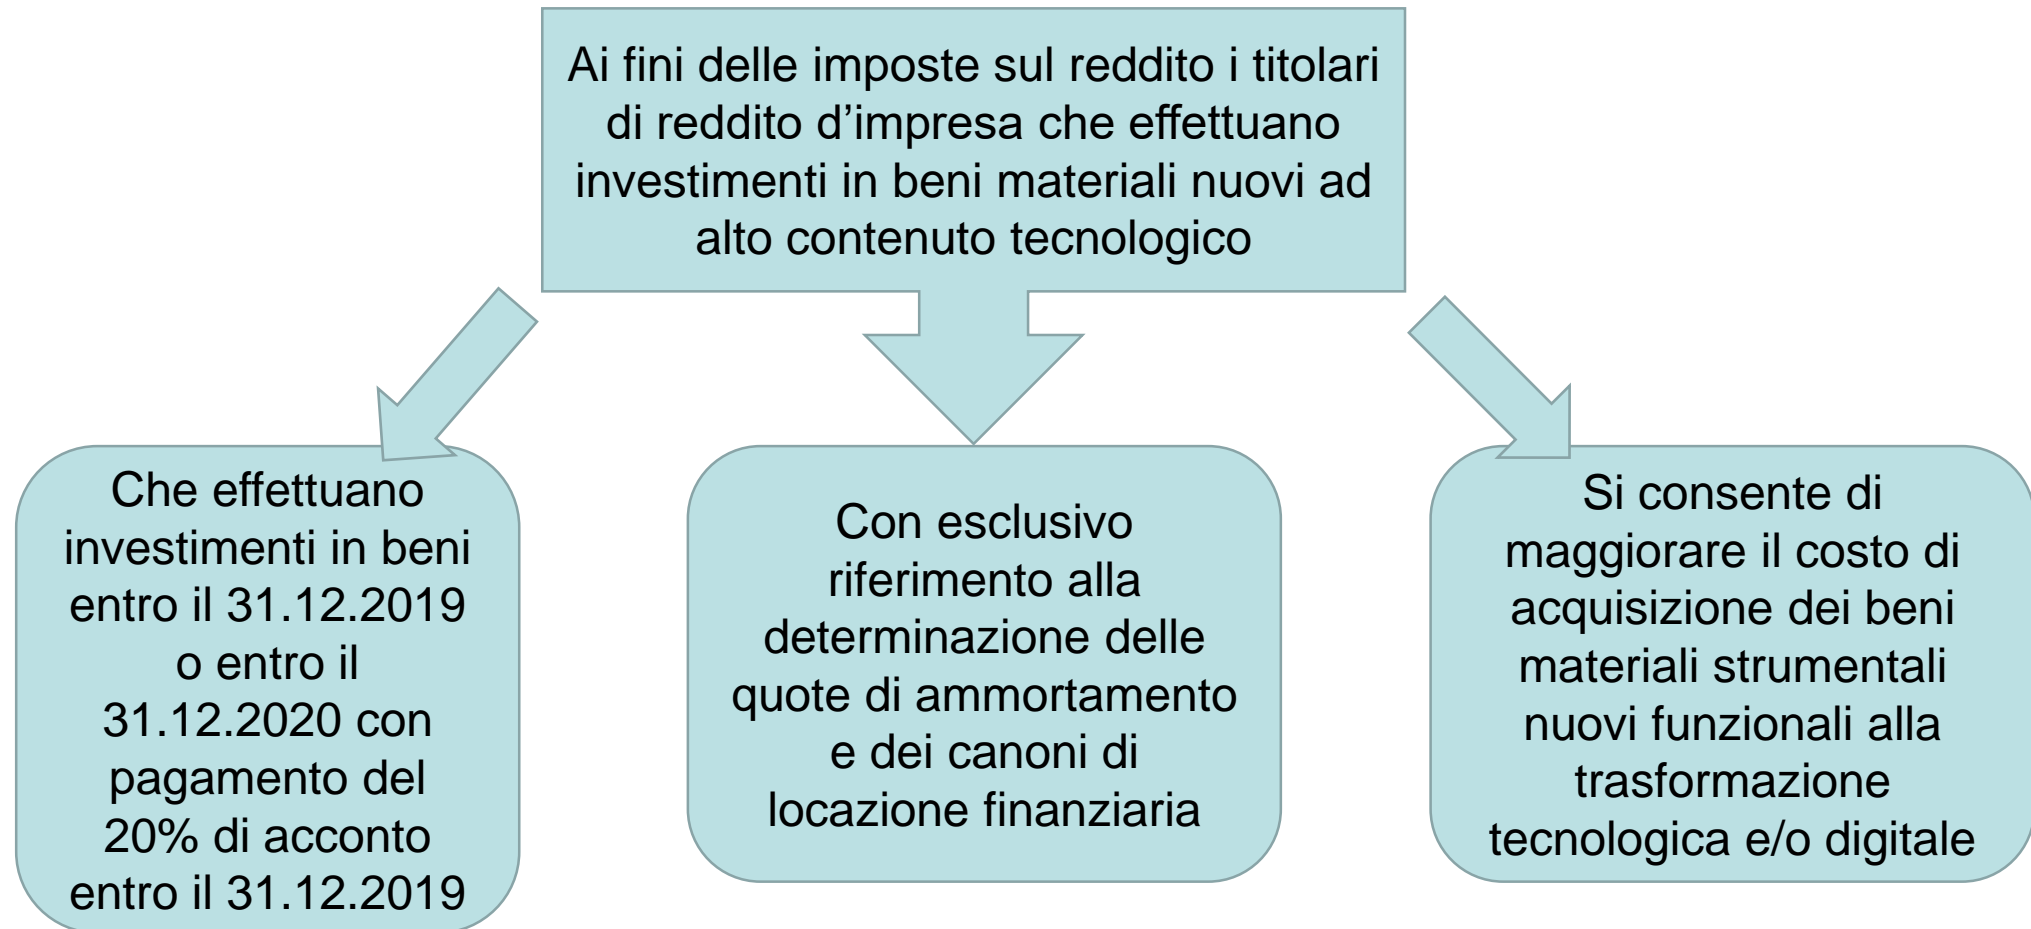 Ai fini delle imposte sul reddito i titolari
di reddito d’impresa che effettuano
investimenti in beni materiali nuovi ad
alto contenuto tecnologico
Che effettuano
investimenti in beni
entro il 31.12.2019
o entro il
31.12.2020 con
pagamento del
20% di acconto
entro il 31.12.2019
Con esclusivo
riferimento alla
determinazione delle
quote di ammortamento
e dei canoni di
locazione finanziaria
Si consente di
maggiorare il costo di
acquisizione dei beni
materiali strumentali
nuovi funzionali alla
trasformazione
tecnologica e/o digitale